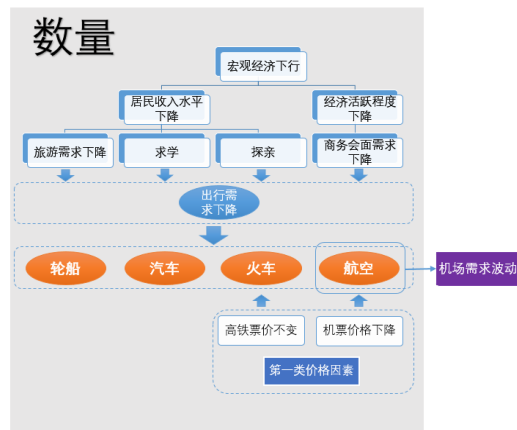 数量
宏观经济下行
居民收入水平
下降
经济活跃程度
下降
旅游需求下降
求学
探亲
商务会面需求
下降
出行需
求下降
轮船
汽车
火车
航空
机场需求波动
高铁票价不变
机票价格下降
第一类价格因素